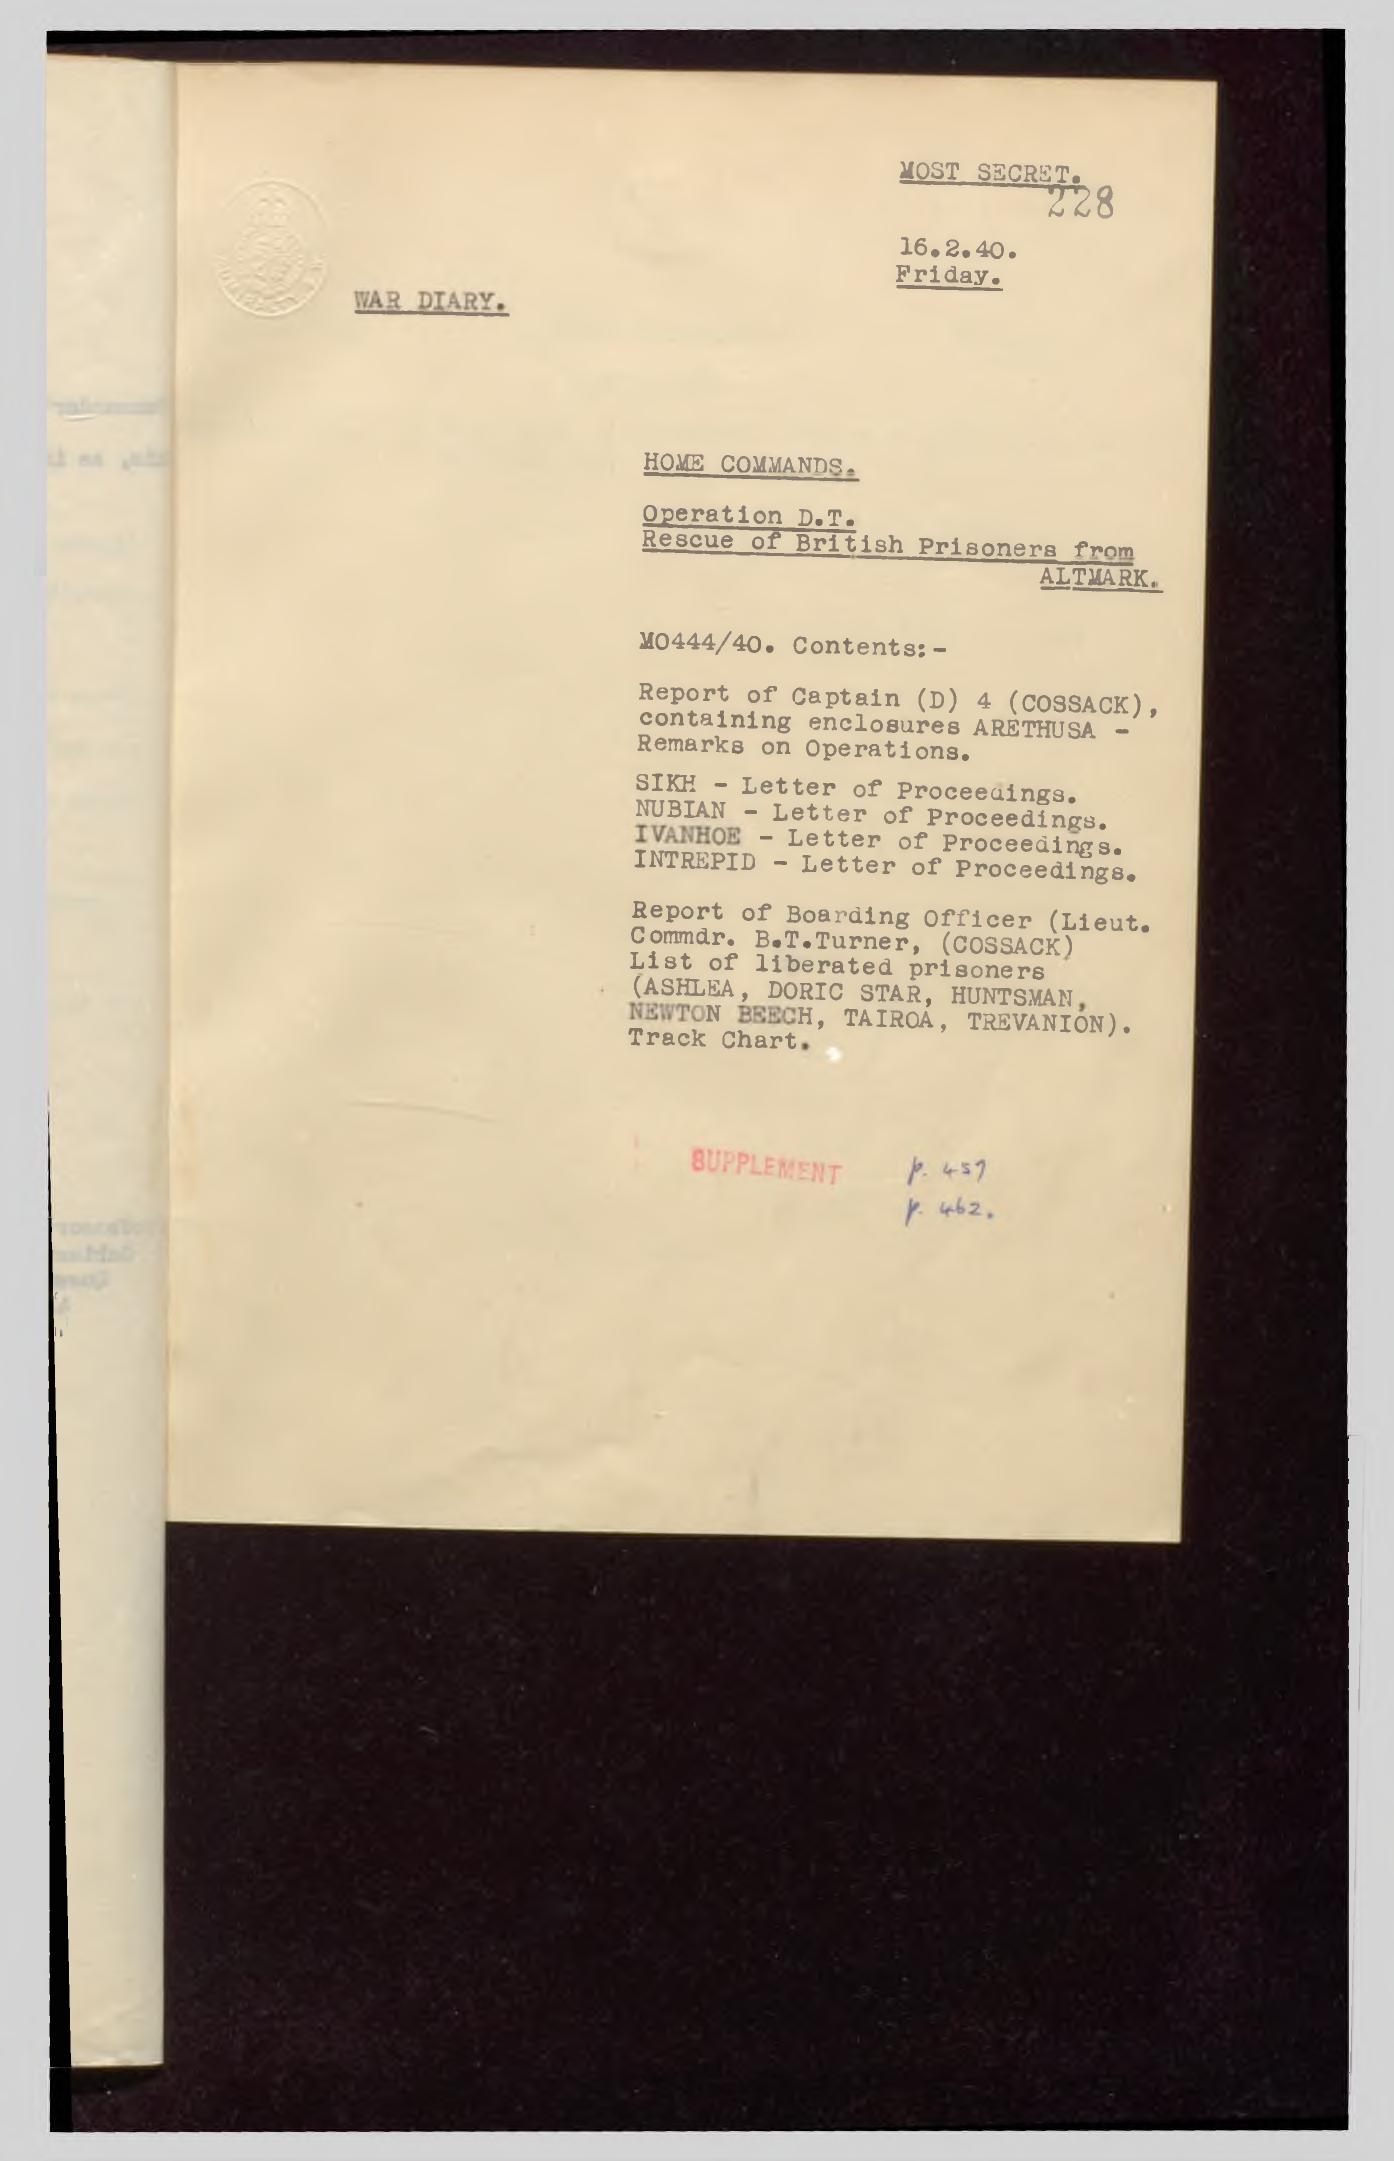 MOST SECRET.
228
16.2.40.
Friday.
WAR DIARY.
HOME COMMANDS.
Operation D.T.
Rescue of British Prisoners from
ALTMARK.
M0444/40. Contents:-
Report of Captain (D) 4 (COSSACK),
containing enclosures ARETHUSA -
Remarks on Operations.
SIKH - Letter of Proceedings.
NUBIAN - Letter of Proceedings.
IVANHOE - Letter of Proceedings.
INTREPID - Letter of Proceedings.
Report of Boarding Officer (Lieut.
Commdr. B.T.Turner, (COSSACK)
List of liberated prisoners
(ASHLEA, DORIC STAR, HUNTSMAN,
NEWTON BEECH, TAIROA, TREVANION).
Track Chart.
SUPPLEMENT
p. 457
p. 462.